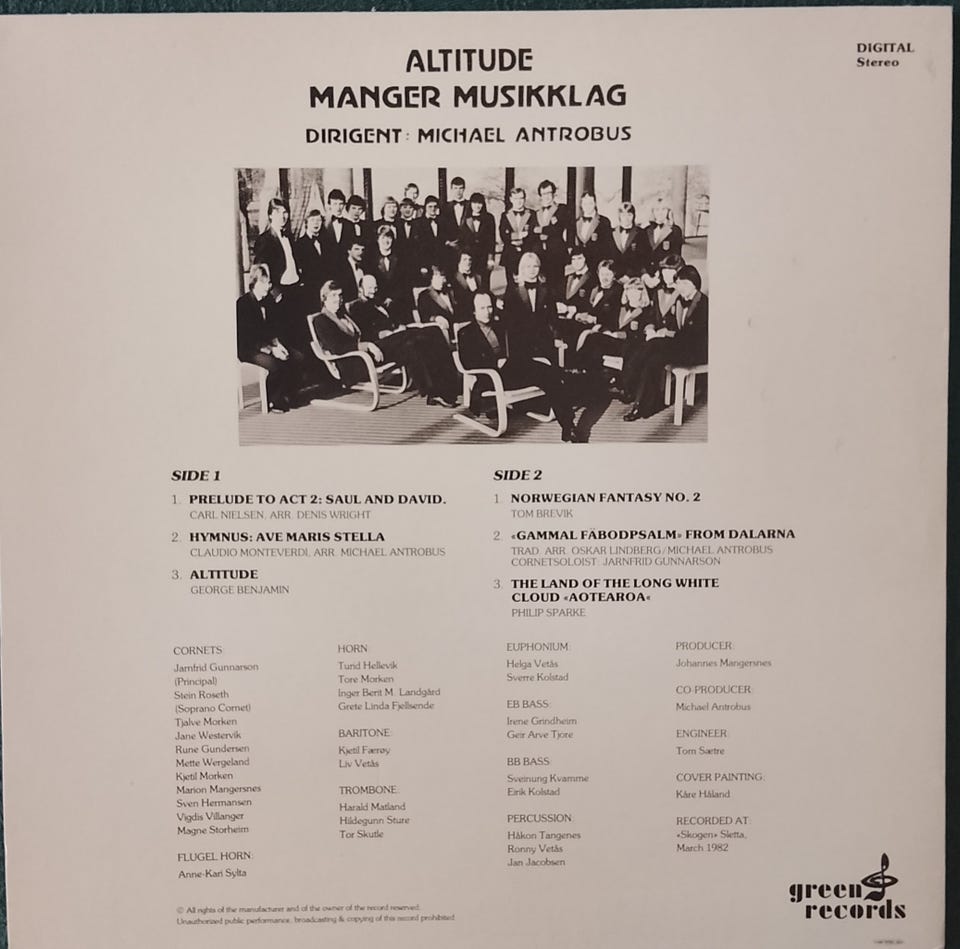 DIGITAL
Stereo
ALTITUDE
MANGER MUSIKKLAG
DIRIGENT: MICHAEL ANTROBUS
SIDE 1
1. PRELUDE TO ACT 2: SAUL AND DAVID.
CARL NIELSEN, ARR. DENIS WRIGHT
2. HYMNUS: AVE MARIS STELLA
CLAUDIO MONTEVERDI, ARR. MICHAEL ANTROBUS
3. ALTITUDE
GEORGE BENJAMIN
SIDE 2
1. NORWEGIAN FANTASY NO. 2
TOM BREVIK
2. «GAMMAL FÄBODPSALM» FROM DALARNA
TRAD. ARR. OSKAR LINDBERG/MICHAEL ANTROBUS
CORNETSOLOIST: JARNFRID GUNNARSON
3. THE LAND OF THE LONG WHITE
CLOUD «AOTEAROA«
PHILIP SPARKE
CORNETS:
Jarnfrid Gunnarson
(Principal)
Stein Roseth
(Soprano Cornet)
Tjalve Morken
Jane Westervik
Rune Gundersen
Mette Wergeland
Kjetil Morken
Marion Mangersnes
Sven Hermansen
Vigdis Villanger
Magne Storheim
FLUGEL HORN:
Anne-Kari Sylta
HORN:
Turid Hellevik
Tore Morken
Inger Berit M. Landgård
Grete Linda Fjellsende
BARITONE:
Kjetil Færøy
Liv Vetås
TROMBONE:
Harald Matland
Hildegunn Sture
Tor Skutle
EUPHONIUM:
Helga Vetås
Sverre Kolstad
EB BASS:
Irene Grindheim
Geir Arve Tjore
BB BASS:
Sveinung Kvamme
Eirik Kolstad
PERCUSSION:
Håkon Tangenes
Ronny Vetås
Jan Jacobsen
PRODUCER:
Johannes Mangersnes
CO-PRODUCER:
Michael Antrobus
ENGINEER:
Tom Sætre
COVER PAINTING:
Kåre Håland
RECORDED AT:
«Skogen» Sletta,
March 1982
© All rights of the manufacturer and of the owner of the record reserved.
Unauthorized public performance, broadcasting & copying of this record prohibited
green
records